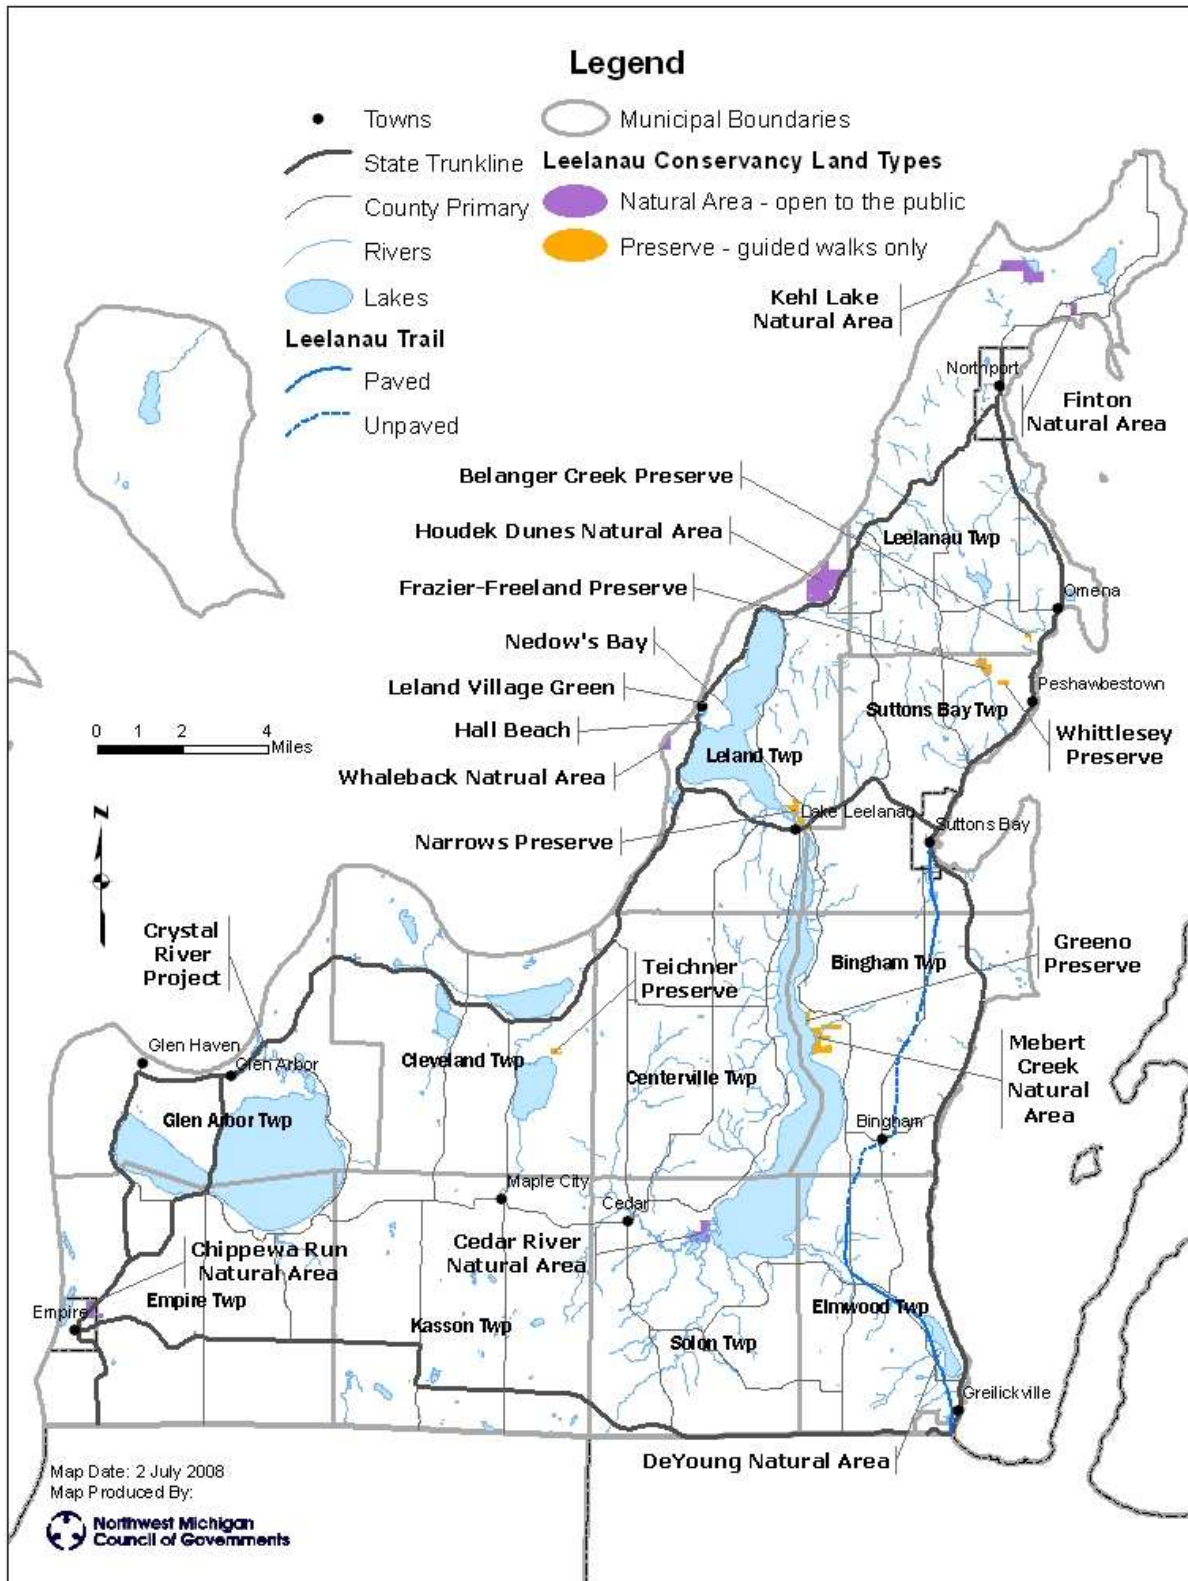 Legend
Towns
State Trunkline
County Primary
Rivers
Lakes
Leelanau Trail
Paved
Unpaved
Municipal Boundaries
Leelanau Conservancy Land Types
Natural Area - open to the public
Preserve - guided walks only
Kehl Lake
Natural Area
Northport
Finton
Natural Area
Belanger Creek Preserve
Houdek Dunes Natural Area
Leelanau Twp
Frazier-Freeland Preserve
Omena
Nedow's Bay
Leland Village Green
Peshawbestown
Suttons Bay Twp
Hall Beach
Whittlesey
Preserve
0 1 2 4
Miles
Leland Twp
Whaleback Natrual Area
Lake Leelanau
Narrows Preserve
Suttons Bay
Z
Crystal
River
Project
Teichner
Preserve
Bingham Twp
Greeno
Preserve
Glen Haven
Glen Arbor
Cleveland Twp
Centerville Twp
Mebert
Creek
Natural
Area
Glen Arbor Twp
Bingham
Maple City
Cedar
Chippewa Run
Natural Area
Cedar River
Natural Area
Empire
Empire Twp
Kasson Twp
Solon Twp
Elmwood Twp
Greilickville
DeYoung Natural Area
Map Date: 2 July 2008
Map Produced By:
Northwest Michigan
Council of Governments